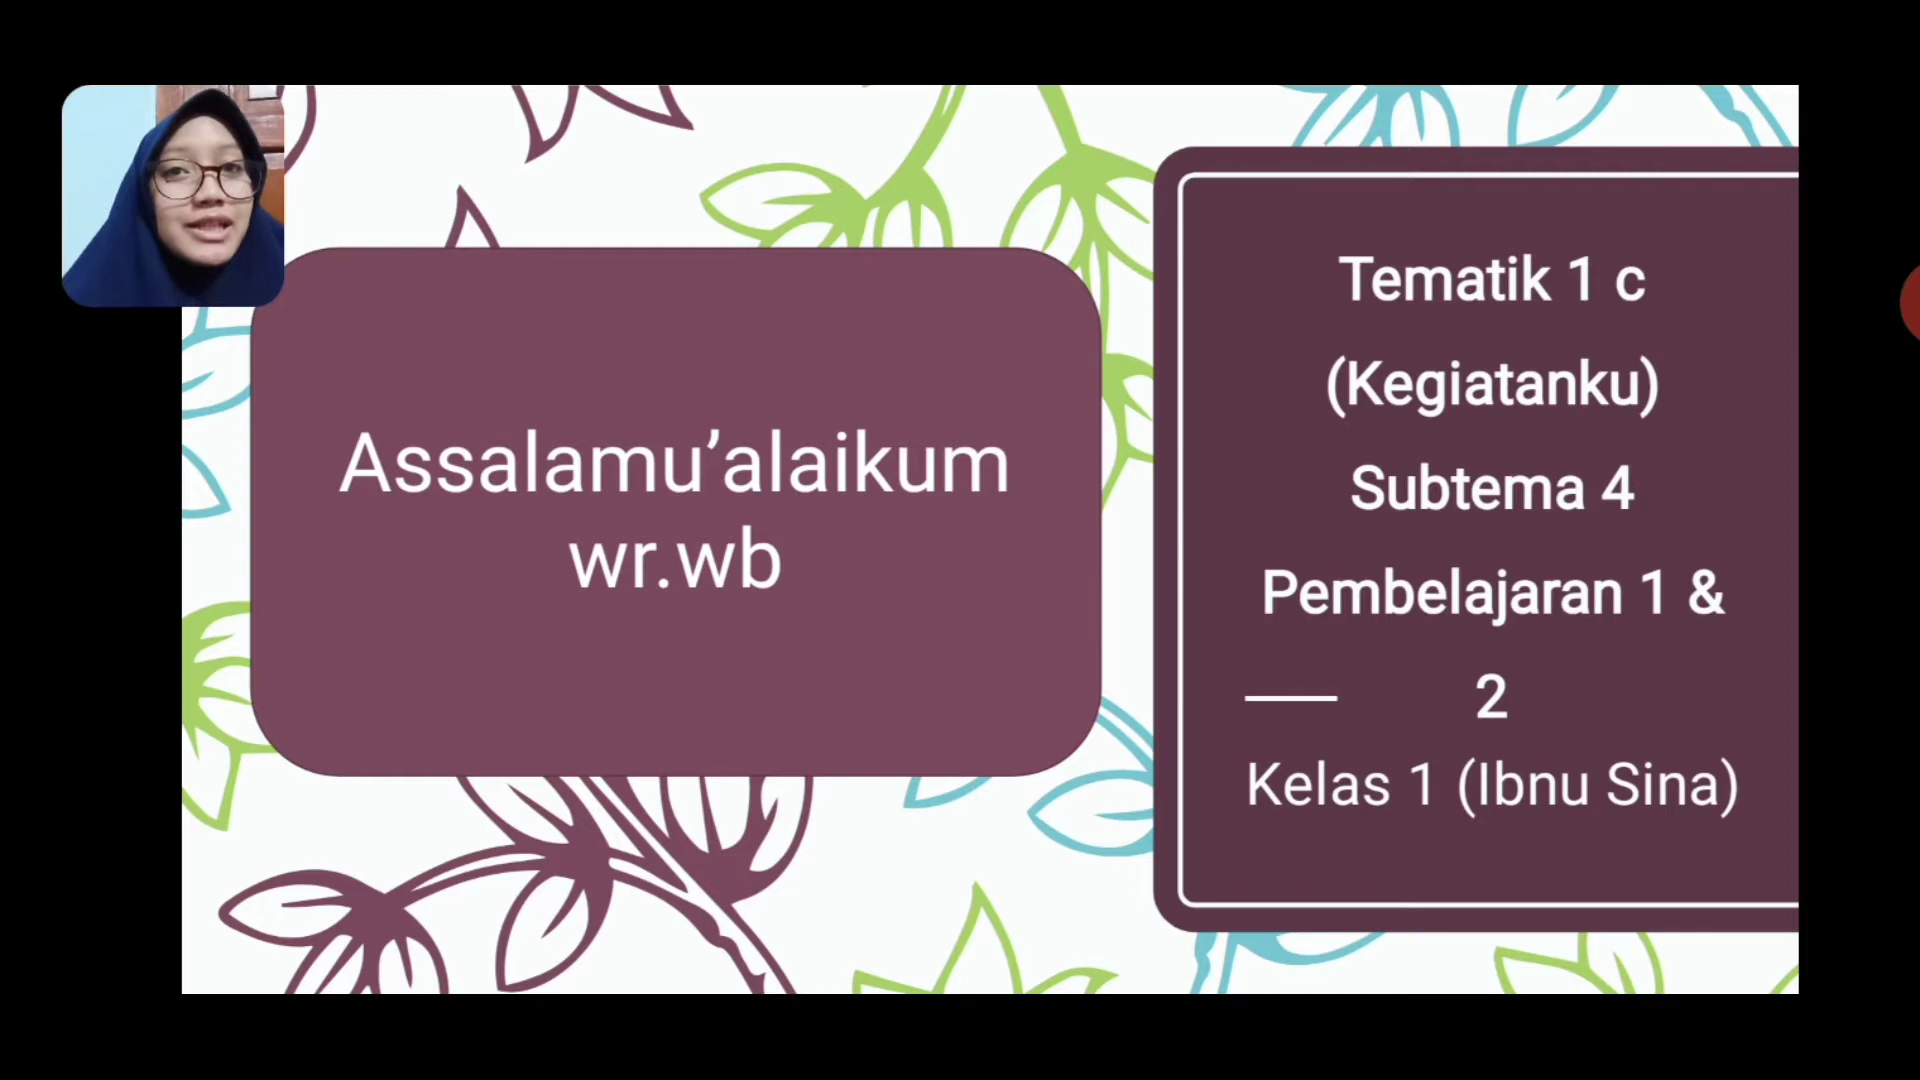 Assalamu’alaikum
wr.wb
Tematik 1 c
(Kegiatanku)
Subtema 4
Pembelajaran 1 &
2
Kelas 1 (Ibnu Sina)